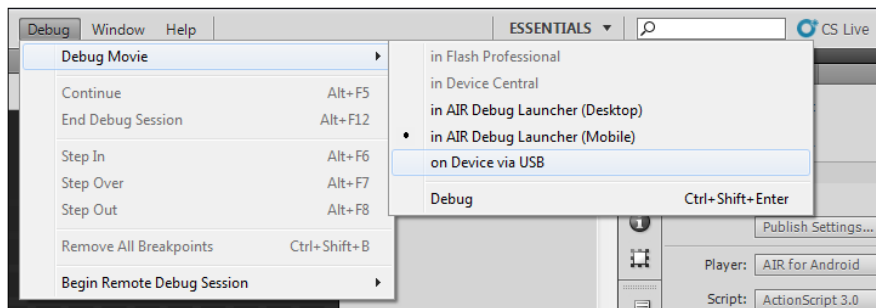 Debug Window Help ESSENTIALS CS Live
Debug Movie
Continue Alt+F5
End Debug Session Alt+F12
Step In Alt+F6
Step Over Alt+F7
Step Out Alt+F8
Remove All Breakpoints Ctrl+Shift+B
Begin Remote Debug Session
in Flash Professional
in Device Central
in AIR Debug Launcher (Desktop)
in AIR Debug Launcher (Mobile)
on Device via USB
Debug Ctrl+Shift+Enter
Publish Settings...
Player: AIR for Android
Script: ActionScript 3.0